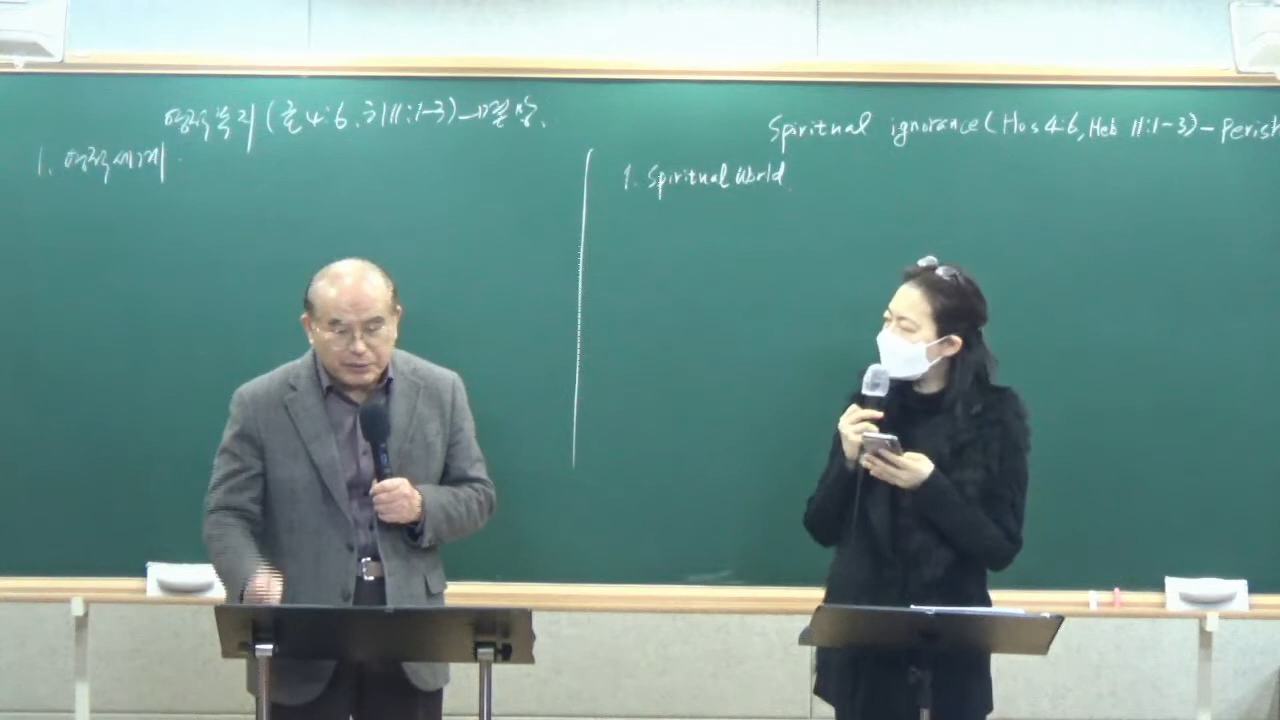 영적무지(호4:6, 히11:1-3)→멸망.
1. 영적세계
Spiritual ignorance(Hos 4:6, Heb 11:1-3)-Perish
1. Spiritual World